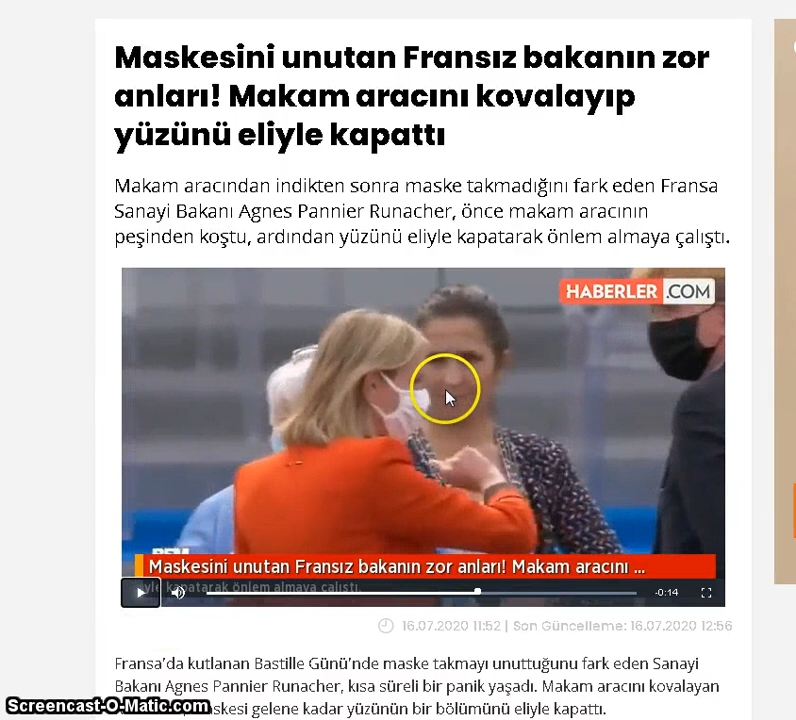 Maskesini unutan Fransız bakanın zor
anları! Makam aracını kovalayıp
yüzünü eliyle kapattı
Makam aracından indikten sonra maske takmadığını fark eden Fransa
Sanayi Bakanı Agnes Pannier Runacher, önce makam aracının
peşinden koştu, ardından yüzünü eliyle kapatarak önlem almaya çalıştı.
HABERLER.COM
Maskesini unutan Fransız bakanın zor anları! Makam aracını ...
kapatarak önlem almaya çalıştı.
-0:14
16.07.2020 11:52 | Son Güncelleme: 16.07.2020 12:56
Fransa'da kutlanan Bastille Günü'nde maske takmayı unuttuğunu fark eden Sanayi
Bakanı Agnes Pannier Runacher, kısa süreli bir panik yaşadı. Makam aracını kovalayan
maskesi gelene kadar yüzünün bir bölümünü eliyle kapattı.
Screencast-O-Matic.com